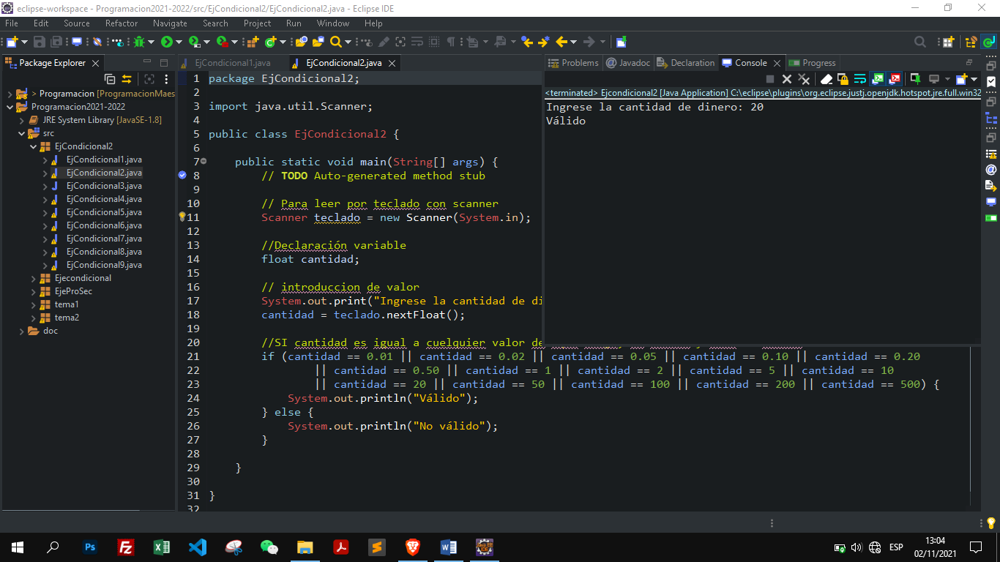 eclipse-workspace - Programacion2021-2022/src/EjCondicional2/EjCondicional2.java - Eclipse IDE
File Edit Source Refactor Navigate Search Project Run Window Help
Package Explorer
> Programacion [ProgramacionMaes
Programacion2021-2022
JRE System Library [JavaSE-1.8]
src
EjCondicional2
EjCondicional1.java
EjCondicional2.java
EjCondicional3.java
EjCondicional4.java
EjCondicional5.java
EjCondicional6.java
EjCondicional7.java
EjCondicional8.java
EjCondicional9.java
Ejecondicional
EjeProSec
tema1
tema2
doc
EjCondicional1.java EjCondicional2.java
1 package EjCondicional2;
2
3 import java.util.Scanner;
4
5 public class EjCondicional2 {
6
7 public static void main(String[] args) {
8 // TODO Auto-generated method stub
9
10 // Para leer por teclado con scanner
11 Scanner teclado = new Scanner(System.in);
12
13 //Declaración variable
14 float cantidad;
15
16 // introduccion de valor
17 System.out.print("Ingrese la cantidad de di
18 cantidad = teclado.nextFloat();
19
20 //SI cantidad es igual a cuelquier valor de
21 if (cantidad == 0.01 || cantidad == 0.02 || cantidad == 0.05 || cantidad == 0.10 || cantidad == 0.20
22 || cantidad == 0.50 || cantidad == 1 || cantidad == 2 || cantidad == 5 || cantidad == 10
23 || cantidad == 20 || cantidad == 50 || cantidad == 100 || cantidad == 200 || cantidad == 500) {
24 System.out.println("Válido");
25 } else {
26 System.out.println("No válido");
27 }
28
29 }
30
31 }
32
Problems Javadoc Declaration Console Progress
<terminated> Ejcondicional2 [Java Application] C:\eclipse\plugins\org.eclipse.justj.openjdk.hotspot.jre.full.win32
Ingrese la cantidad de dinero: 20
Válido
ESP
13:04
02/11/2021